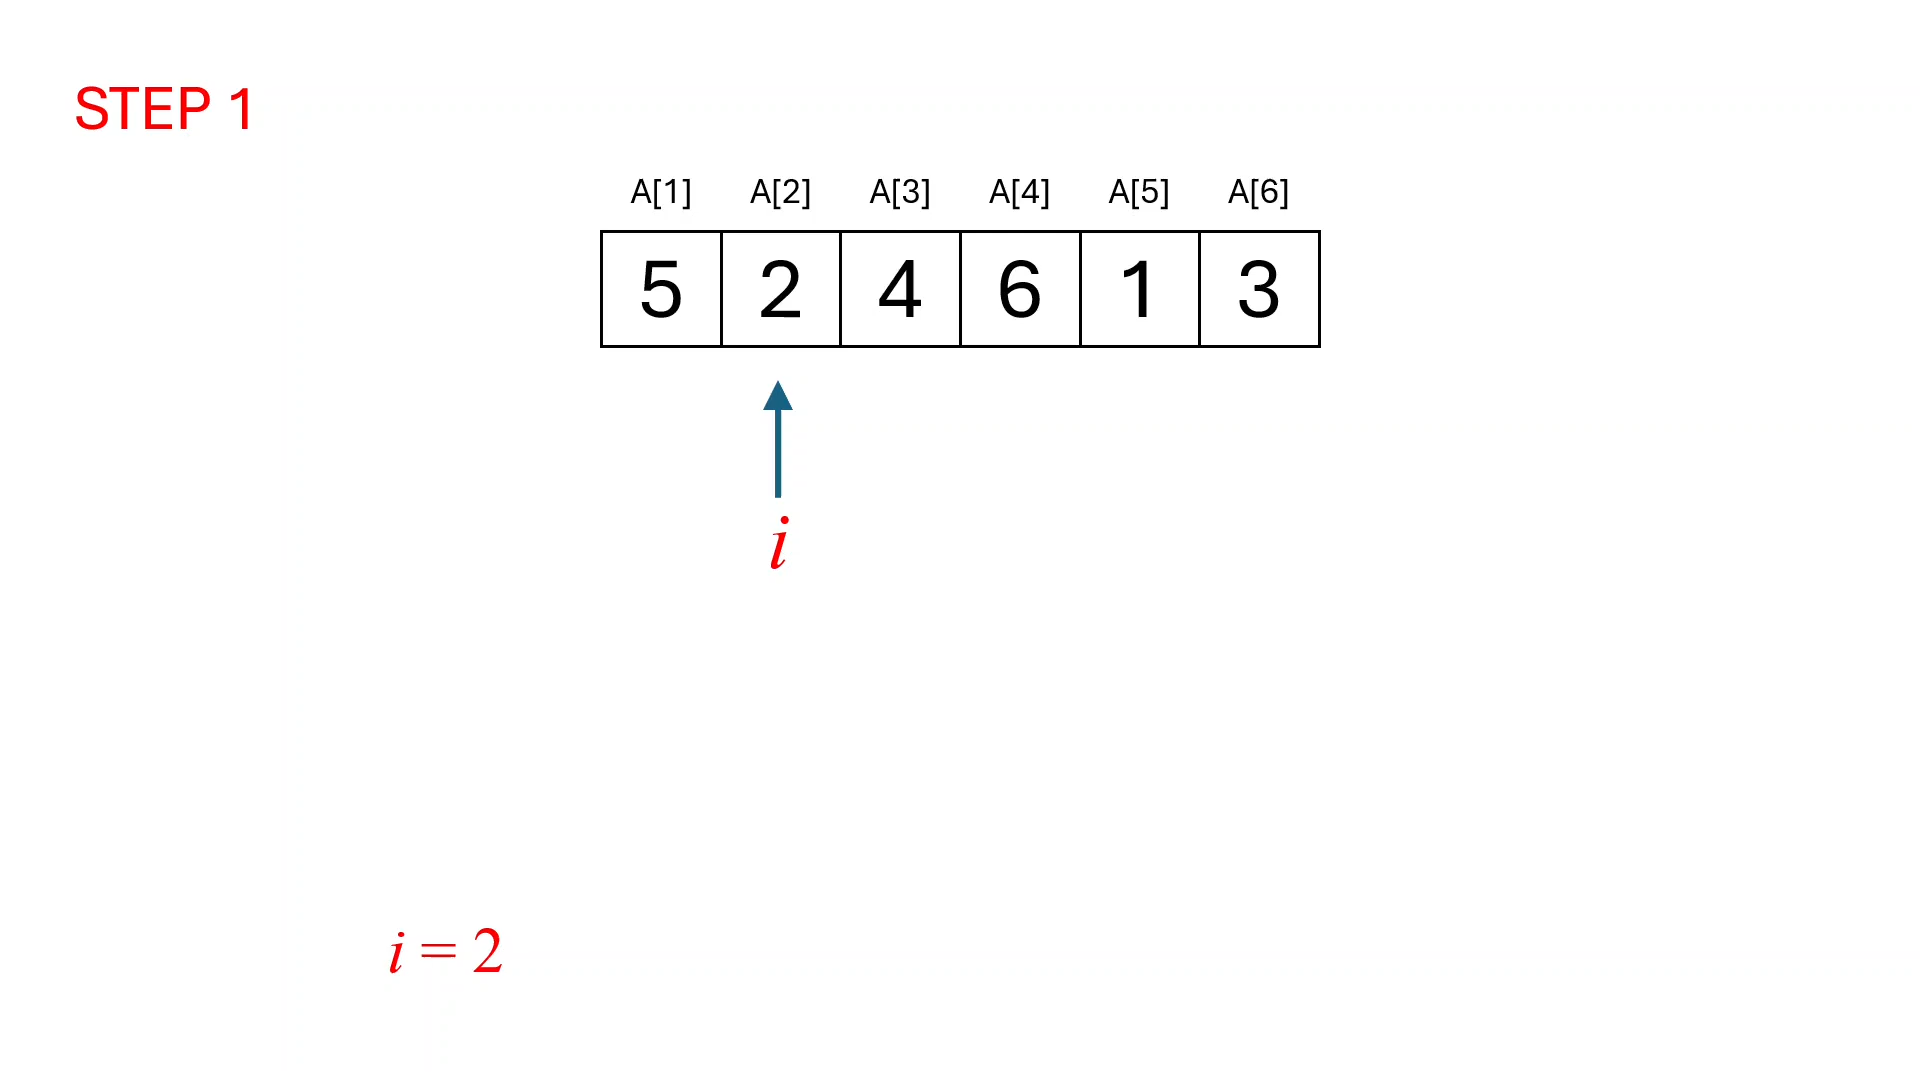 STEP 1
A[1] A[2] A[3] A[4] A[5] A[6]
5 2 4 6 1 3
i
i = 2